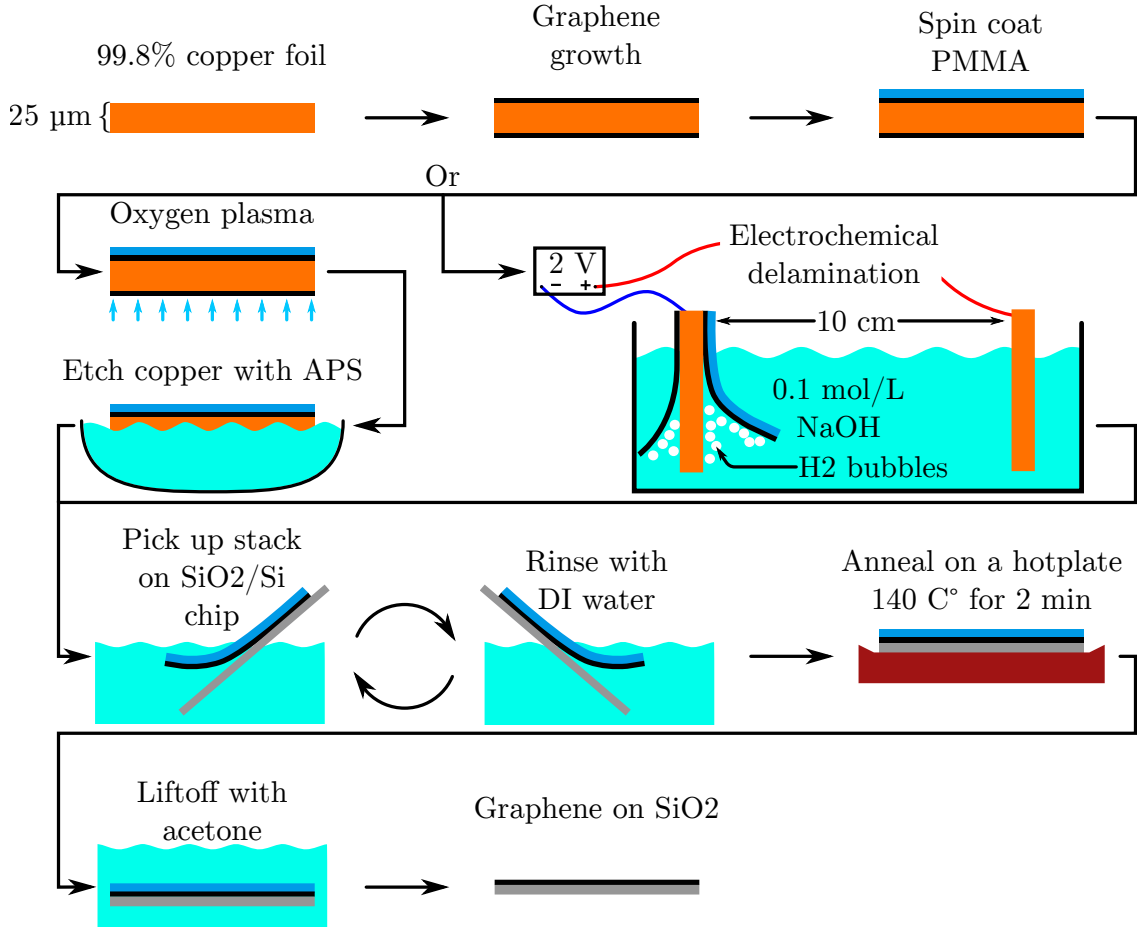 99.8% copper foil
25 µm
Graphene
growth
Spin coat
PMMA
Or
Oxygen plasma
2 V
− +
Electrochemical
delamination
10 cm
Etch copper with APS
0.1 mol/L
NaOH
H2 bubbles
Pick up stack
on SiO2/Si
chip
Rinse with
DI water
Anneal on a hotplate
140 C° for 2 min
Liftoff with
acetone
Graphene on SiO2